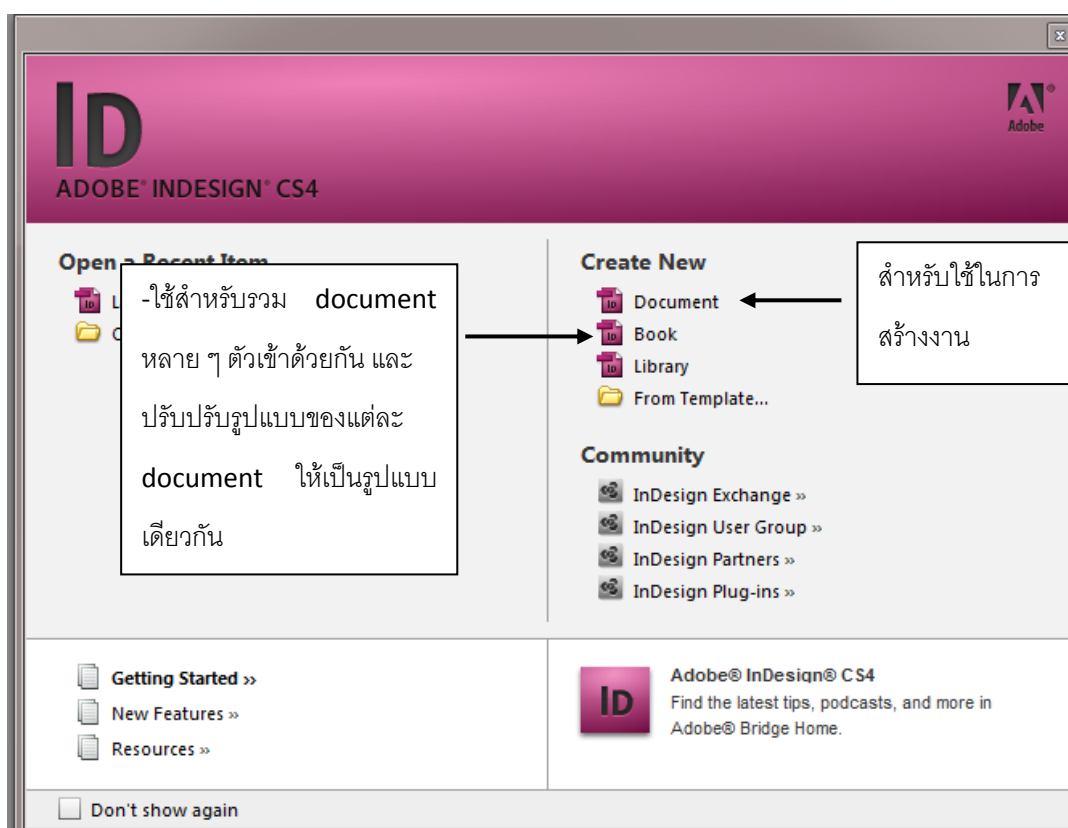 ID
Adobe
ADOBE® INDESIGN® CS4
Open a Recent Item
-ใช้สำหรับรวม document
หลาย ๆ ตัวเข้าด้วยกัน และ
ปรับปรับรูปแบบของแต่ละ
document ให้เป็นรูปแบบ
เดียวกัน
Create New
Document
Book
Library
From Template...
สำหรับใช้ในการ
สร้างงาน
Community
InDesign Exchange »
InDesign User Group »
InDesign Partners »
InDesign Plug-ins »
Getting Started »
New Features »
Resources »
ID
Adobe® InDesign® CS4
Find the latest tips, podcasts, and more in
Adobe® Bridge Home.
Don't show again